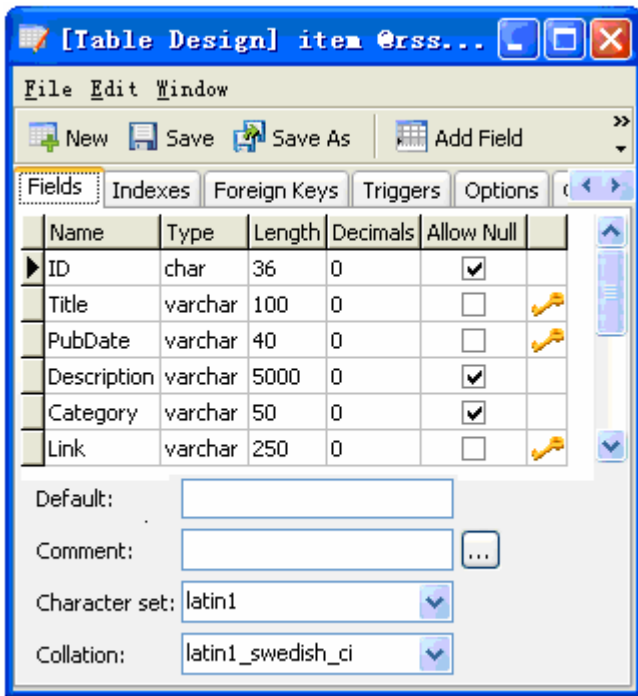 [Table Design] item @rss...
File Edit Window
New Save Save As Add Field
Fields Indexes Foreign Keys Triggers Options
Name Type Length Decimals Allow Null
ID char 36 0
Title varchar 100 0
PubDate varchar 40 0
Description varchar 5000 0
Category varchar 50 0
Link varchar 250 0
Default:
Comment:
...
Character set: latin1
Collation: latin1_swedish_ci